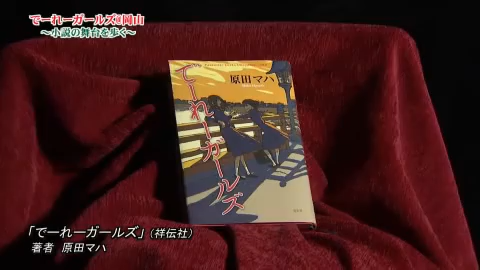 でーれーガールズ@岡山
～小説の舞台を歩く～
原田マハ
でーれーガールズ
「でーれーガールズ」（祥伝社）
著者 原田マハ